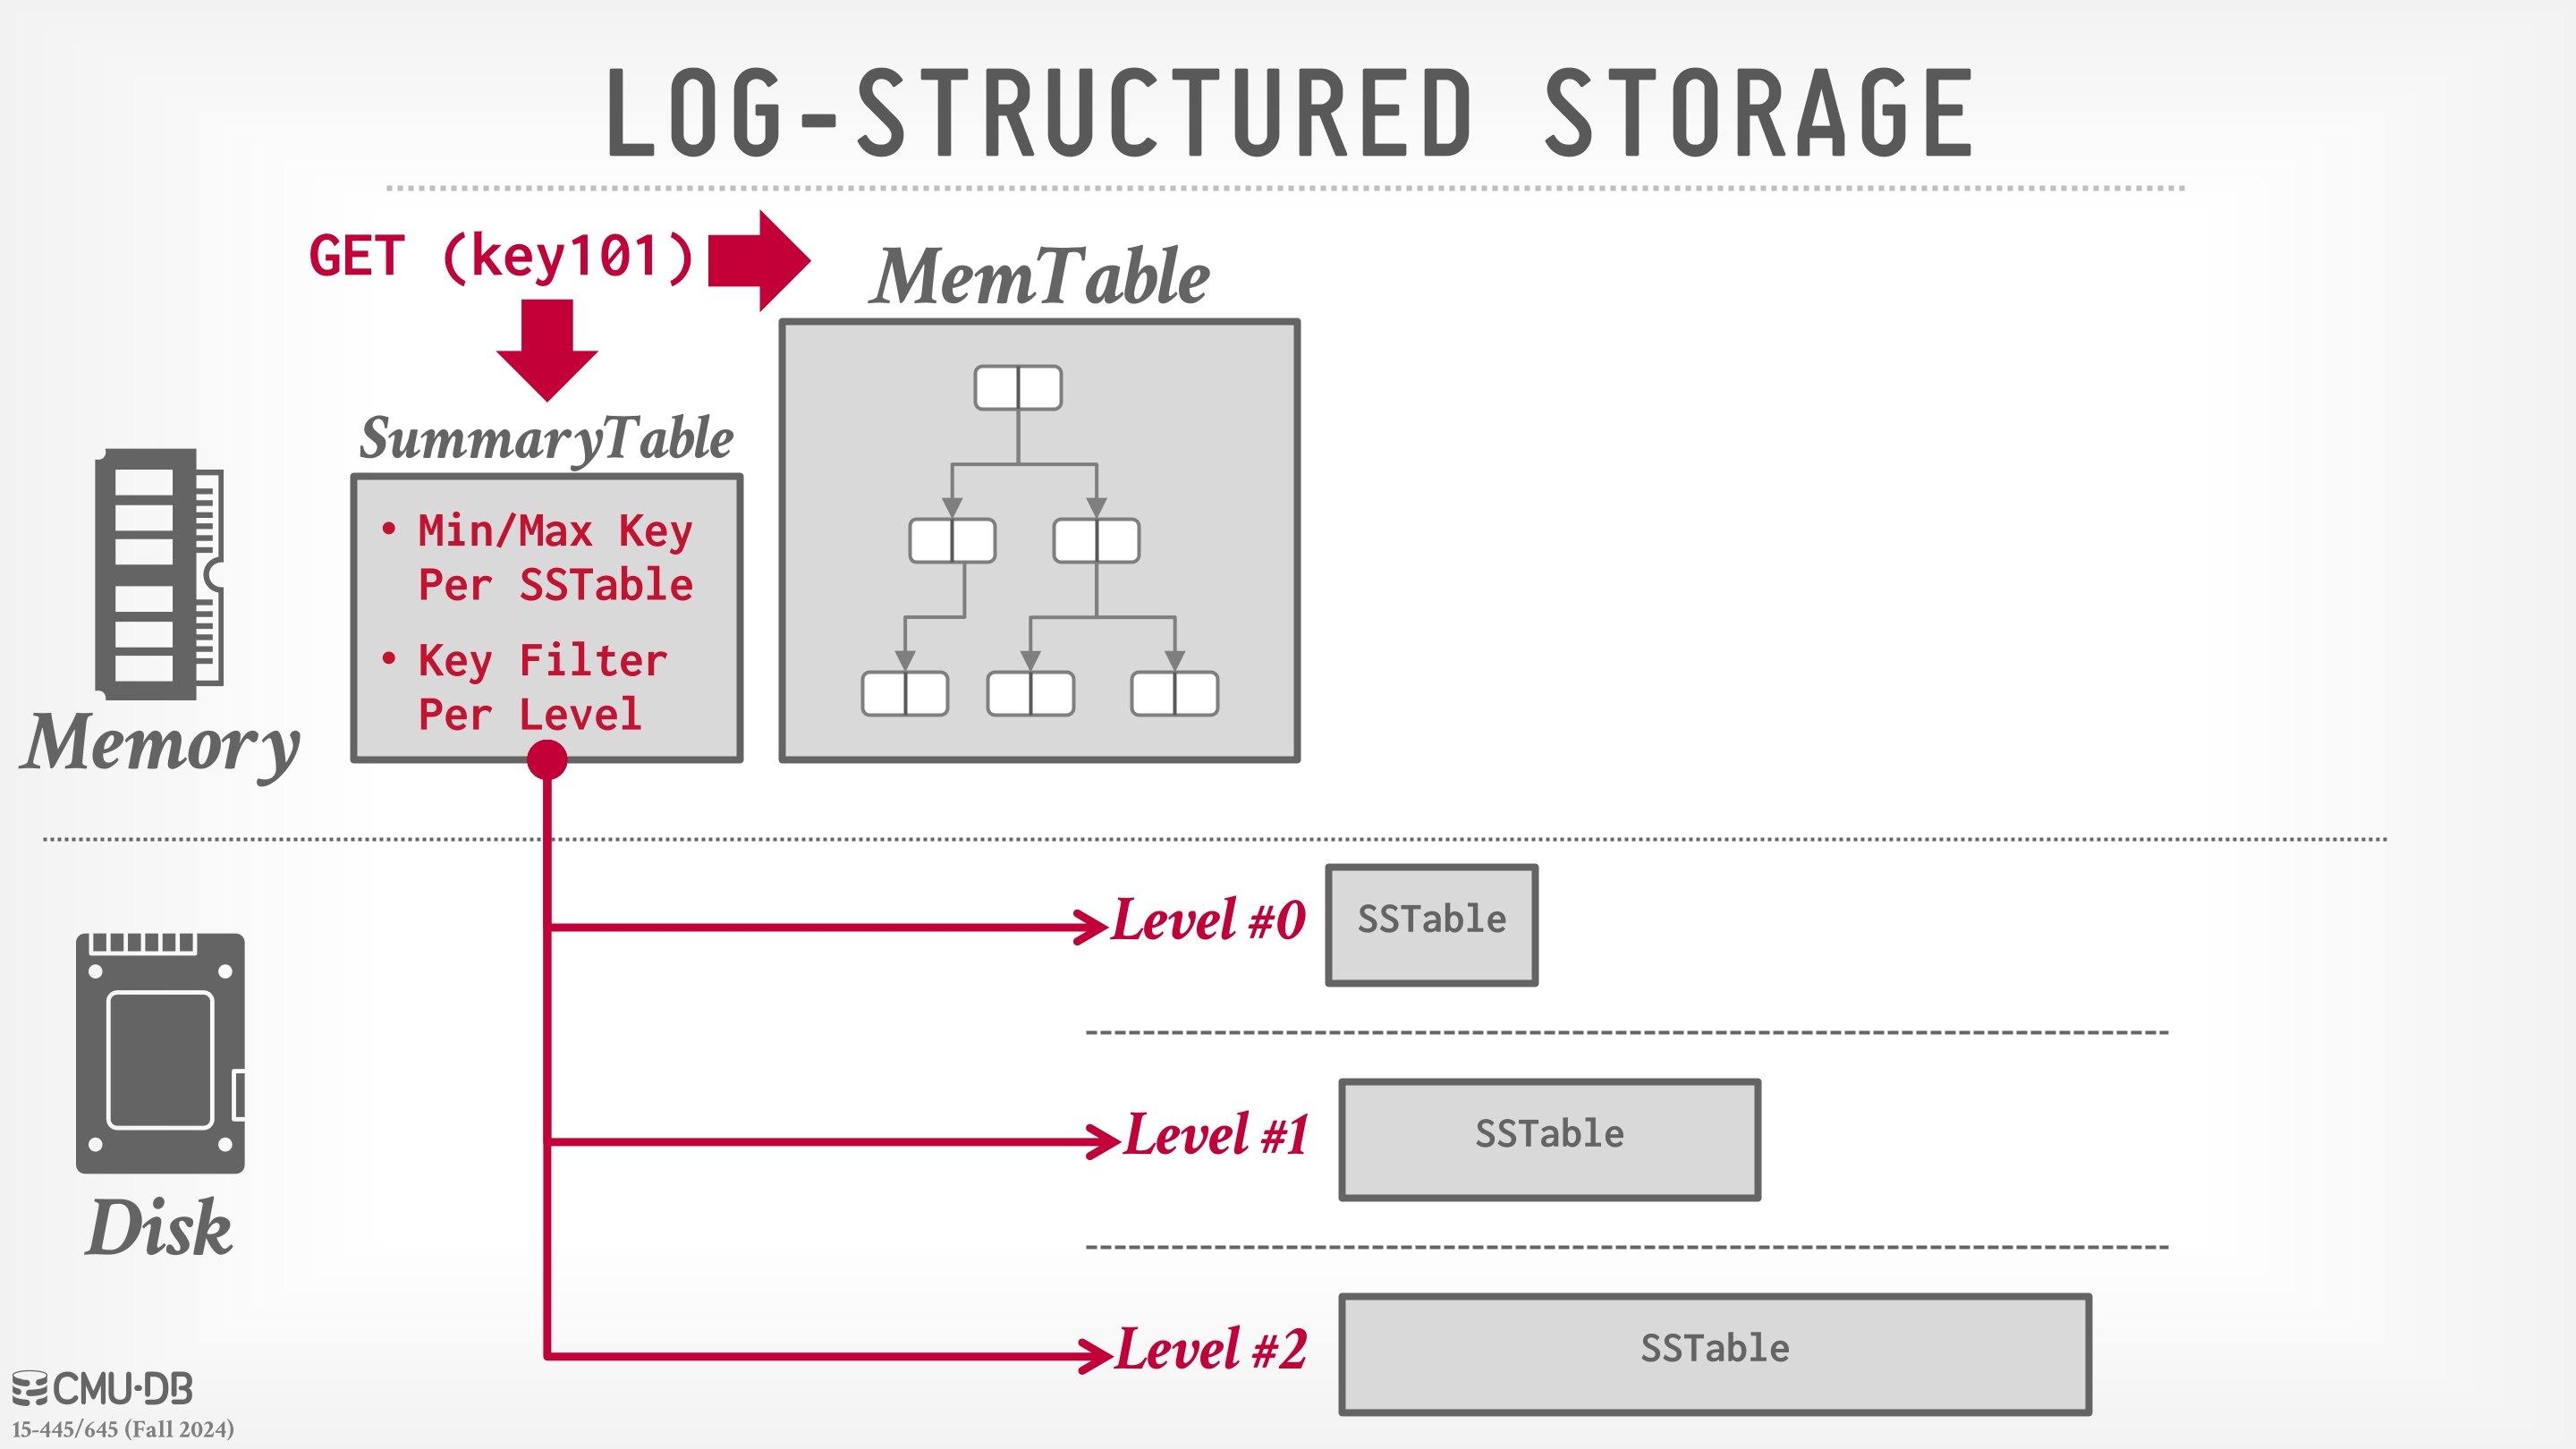 LOG-STRUCTURED STORAGE
GET (key101)
MemTable
SummaryTable
• Min/Max Key
Per SSTable
• Key Filter
Per Level
Memory
Level #0
SSTable
Level #1
SSTable
Disk
Level #2
SSTable
CMU·DB
15-445/645 (Fall 2024)